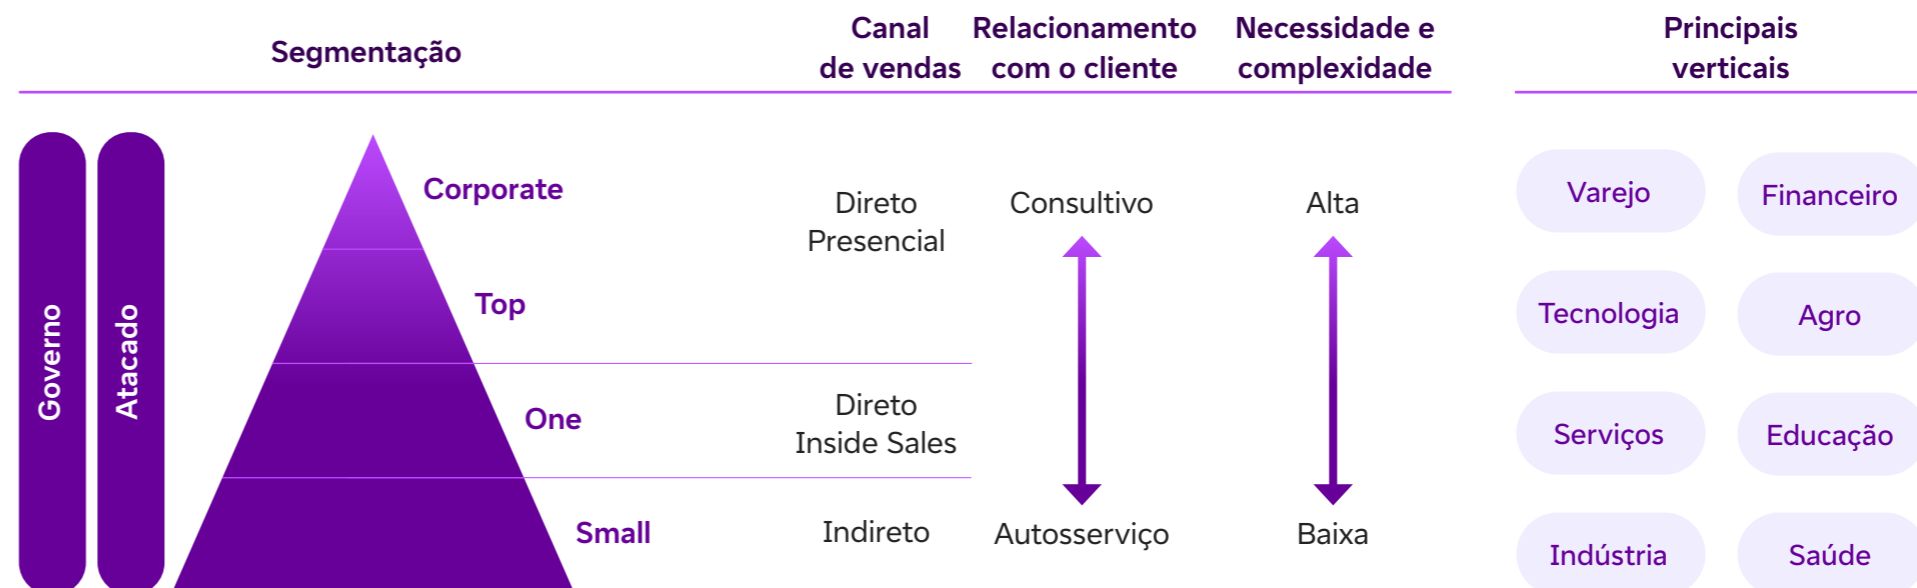 Segmentação
Canal
de vendas
Relacionamento
com o cliente
Necessidade e
complexidade
Principais
verticais
Governo
Atacado
Corporate
Top
One
Small
Direto
Presencial
Direto
Inside Sales
Indireto
Consultivo
Autosserviço
Alta
Baixa
Varejo
Financeiro
Tecnologia
Agro
Serviços
Educação
Indústria
Saúde